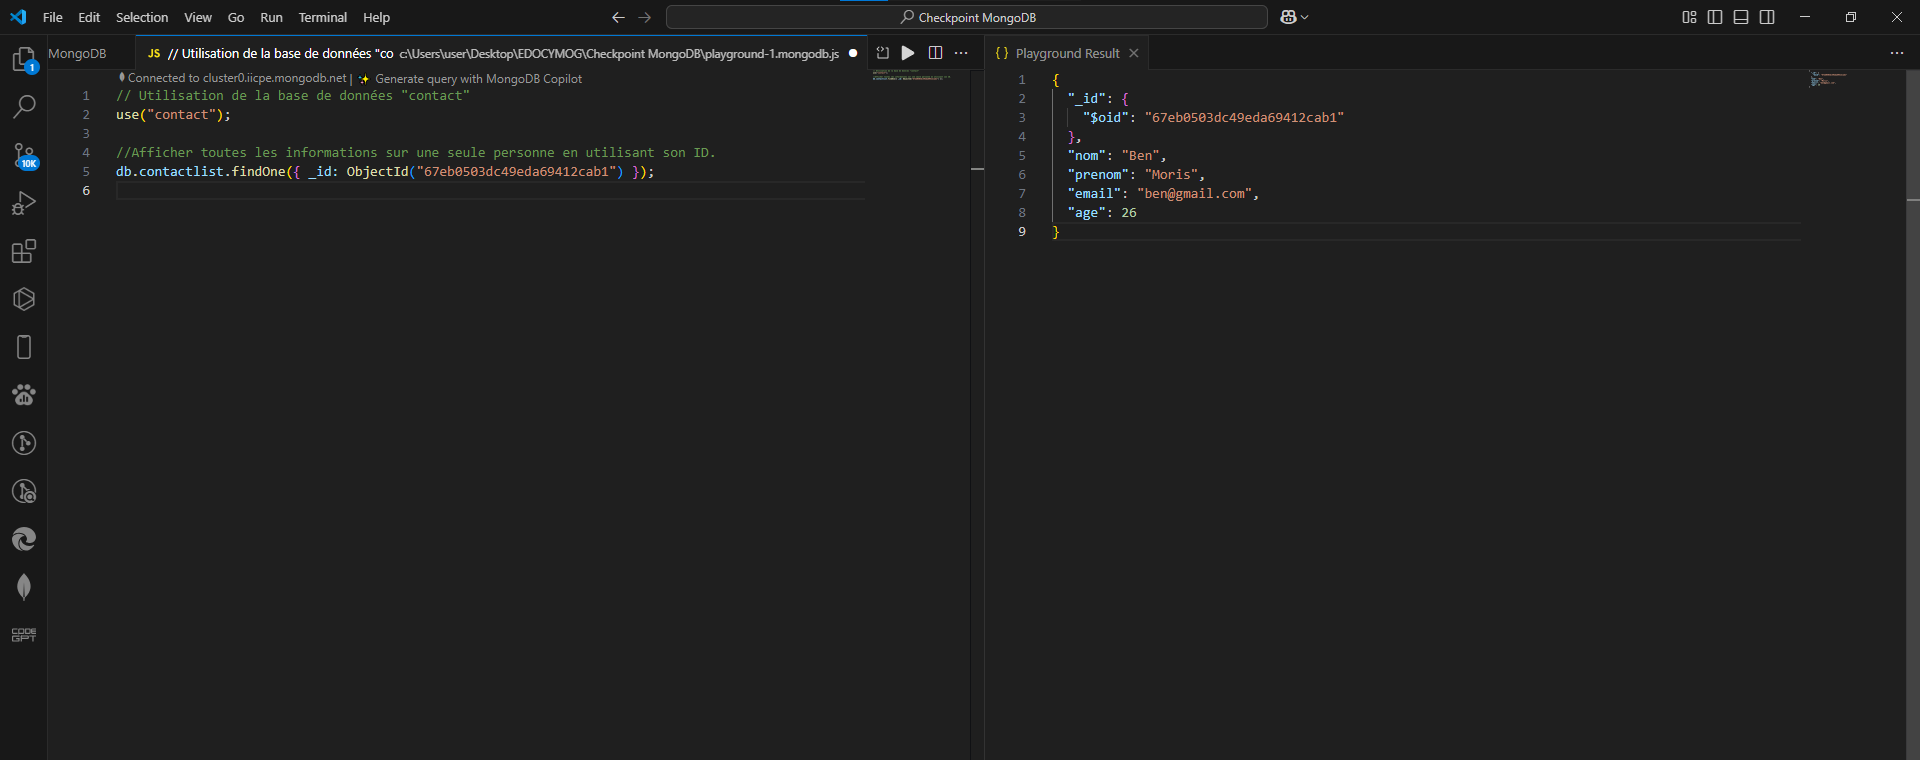 File Edit Selection View Go Run Terminal Help
Checkpoint MongoDB
1
10K
CODE
GPT
MongoDB
JS // Utilisation de la base de données "co c:\Users\user\Desktop\EDOCYMOG\Checkpoint MongoDB\playground-1.mongodb.js
Connected to cluster0.iicpe.mongodb.net | Generate query with MongoDB Copilot
1 // Utilisation de la base de données "contact"
2 use("contact");
3
4 //Afficher toutes les informations sur une seule personne en utilisant son ID.
5 db.contactlist.findOne({ _id: ObjectId("67eb0503dc49eda69412cab1") });
6
{ } Playground Result
1 {
2 "_id": {
3 "$oid": "67eb0503dc49eda69412cab1"
4 },
5 "nom": "Ben",
6 "prenom": "Moris",
7 "email": "ben@gmail.com",
8 "age": 26
9 }